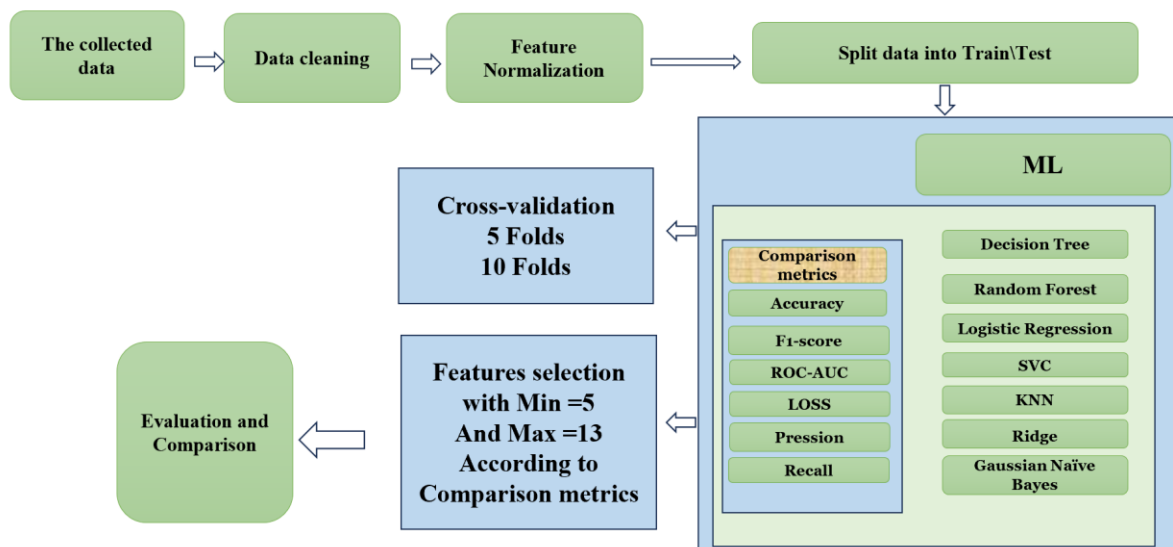 The collected
data
Data cleaning
Feature
Normalization
Split data into Train\Test
ML
Cross-validation
5 Folds
10 Folds
Comparison
metrics
Accuracy
F1-score
ROC-AUC
LOSS
Pression
Recall
Decision Tree
Random Forest
Logistic Regression
SVC
KNN
Ridge
Gaussian Naïve
Bayes
Features selection
with Min =5
And Max =13
According to
Comparison metrics
Evaluation and
Comparison